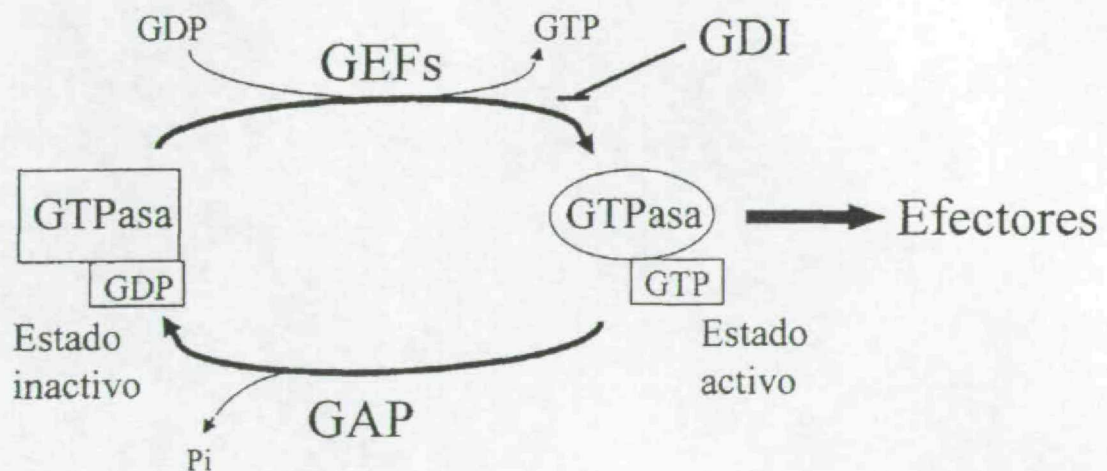 GDP
GTP
GDI
GEFs
GTPasa
GDP
Estado
inactivo
GTPasa
GTP
Estado
activo
Efectores
GAP
Pi